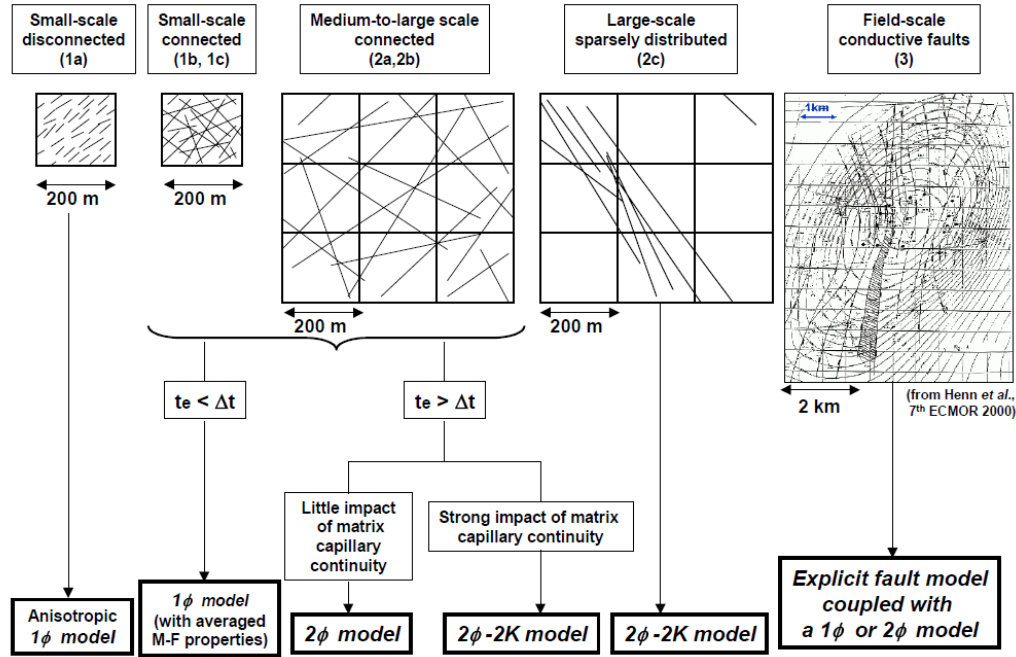 Small-scale
disconnected
(1a)
Small-scale
connected
(1b, 1c)
Medium-to-large scale
connected
(2a,2b)
Large-scale
sparsely distributed
(2c)
Field-scale
conductive faults
(3)
1km
200 m
200 m
200 m
200 m
2 km
(from Henn et al.,
7th ECMOR 2000)
te < Δt
te > Δt
Little impact
of matrix
capillary
continuity
Strong impact of matrix
capillary continuity
Anisotropic
1ϕ model
1ϕ model
(with averaged
M-F properties)
2ϕ model
2ϕ-2K model
2ϕ-2K model
Explicit fault model
coupled with
a 1ϕ or 2ϕ model